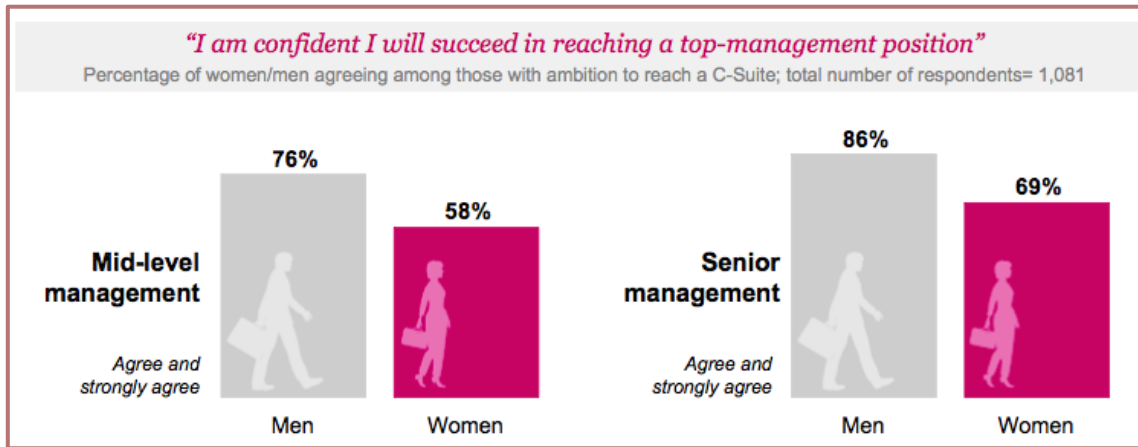 “I am confident I will succeed in reaching a top-management position”
Percentage of women/men agreeing among those with ambition to reach a C-Suite; total number of respondents= 1,081
76%
58%
Mid-level
management
Agree and
strongly agree
Men
Women
86%
69%
Senior
management
Agree and
strongly agree
Men
Women